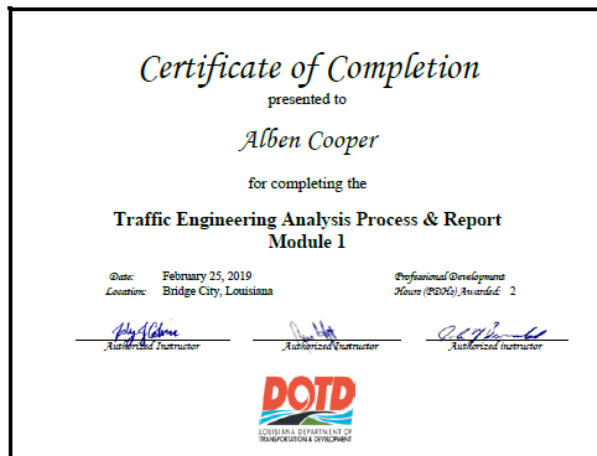 Certificate of Completion
presented to
Alben Cooper
for completing the
Traffic Engineering Analysis Process & Report
Module 1
Date: February 25, 2019
Location: Bridge City, Louisiana
Professional Development
Hours (PDHs) Awarded: 2
Authorized Instructor
Authorized Instructor
Authorized instructor
DOTD
LOUISIANA DEPARTMENT OF
TRANSPORTATION & DEVELOPMENT